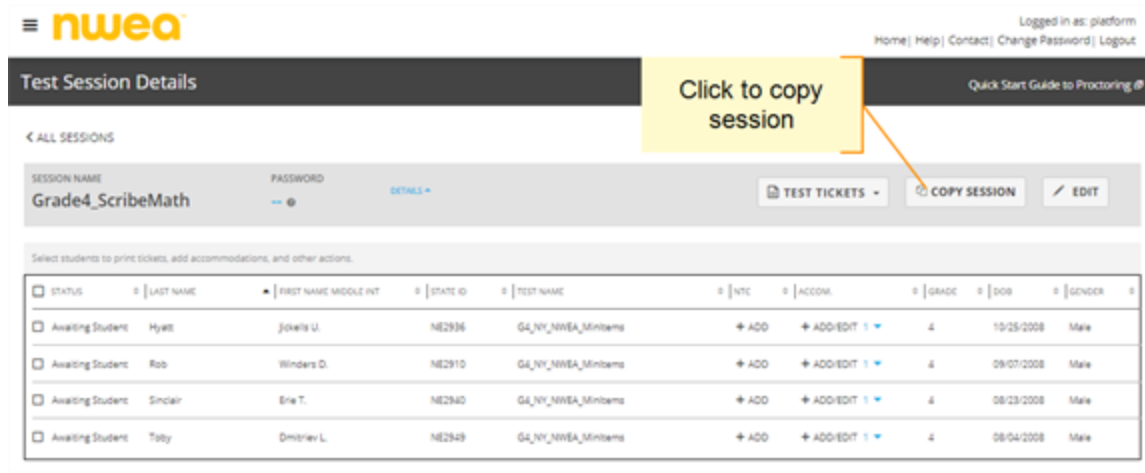 nwea
Logged in as: platform
Home| Help| Contact| Change Password| Logout
Test Session Details
Click to copy
session
Quick Start Guide to Proctoring
ALL SESSIONS
SESSION NAME
PASSWORD
Grade4_ScribeMath
--
DETAILS
TEST TICKETS
COPY SESSION
EDIT
Select students to print tickets, add accommodations, and other actions.
STATUS LAST NAME FIRST NAME MIDDLE INT STATE ID TEST NAME NTC ACCOM. GRADE DOB GENDER
Awaiting Student Hyatt Jickells U. NE2936 G4_NY_NWEA_MinItems + ADD + ADD/EDIT 1 4 10/25/2008 Male
Awaiting Student Rob Winders D. NE2910 G4_NY_NWEA_MinItems + ADD + ADD/EDIT 1 4 09/07/2008 Male
Awaiting Student Sinclair Erie T. NE2940 G4_NY_NWEA_MinItems + ADD + ADD/EDIT 1 4 08/23/2008 Male
Awaiting Student Toby Dmitriev L. NE2949 G4_NY_NWEA_MinItems + ADD + ADD/EDIT 1 4 08/04/2008 Male